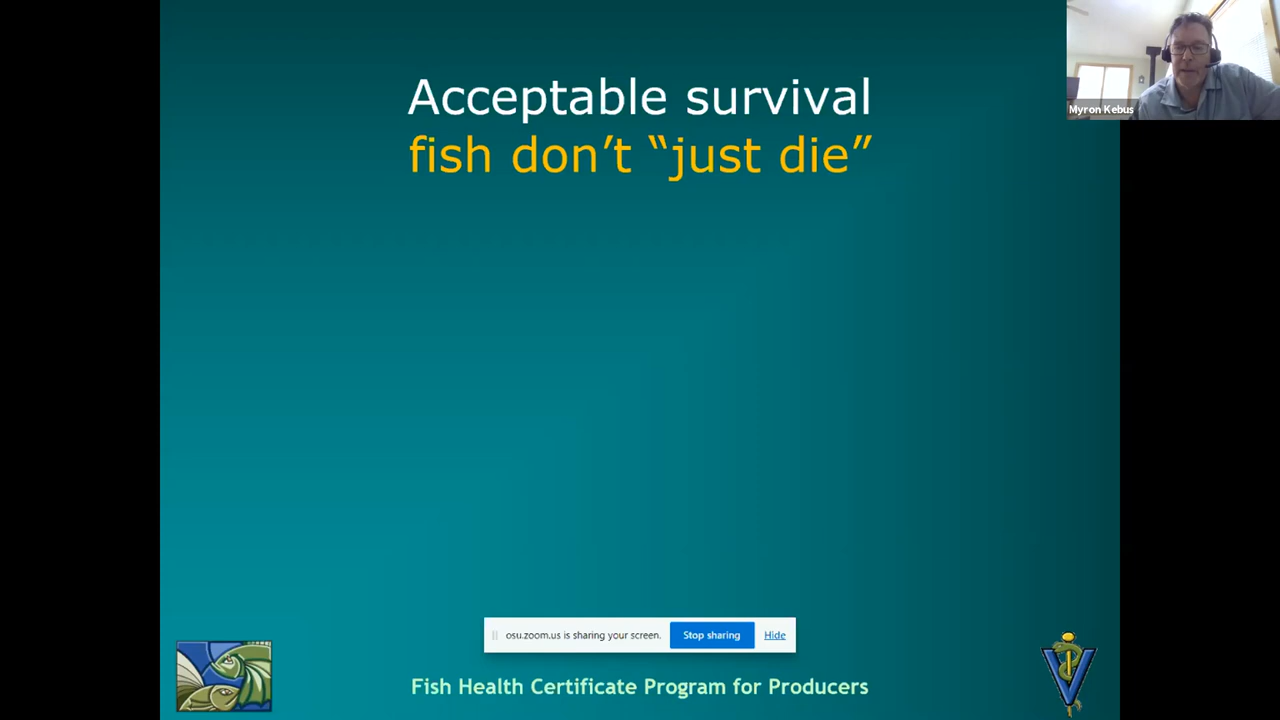 Acceptable survival
fish don’t “just die”
Myron Kebus
osu.zoom.us is sharing your screen.
Stop sharing
Hide
Fish Health Certificate Program for Producers